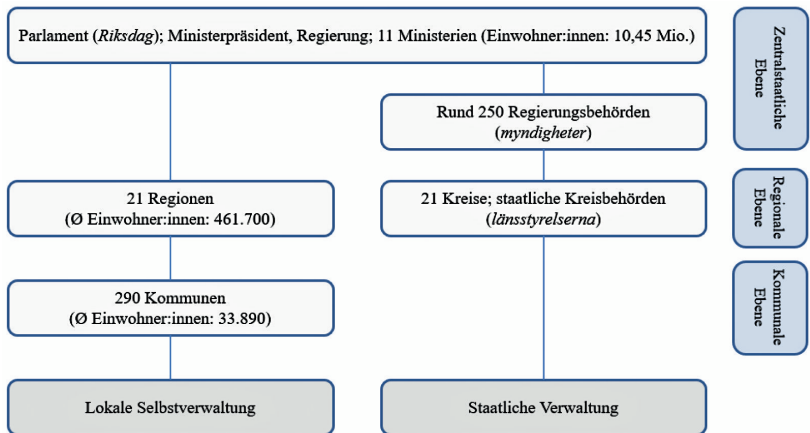 Parlament (Riksdag); Ministerpräsident, Regierung; 11 Ministerien (Einwohner:innen: 10,45 Mio.)
Zentralstaatliche
Ebene
Rund 250 Regierungsbehörden
(myndigheter)
21 Regionen
(Ø Einwohner:innen: 461.700)
21 Kreise; staatliche Kreisbehörden
(länsstyrelserna)
Regionale
Ebene
290 Kommunen
(Ø Einwohner:innen: 33.890)
Kommunale
Ebene
Lokale Selbstverwaltung
Staatliche Verwaltung